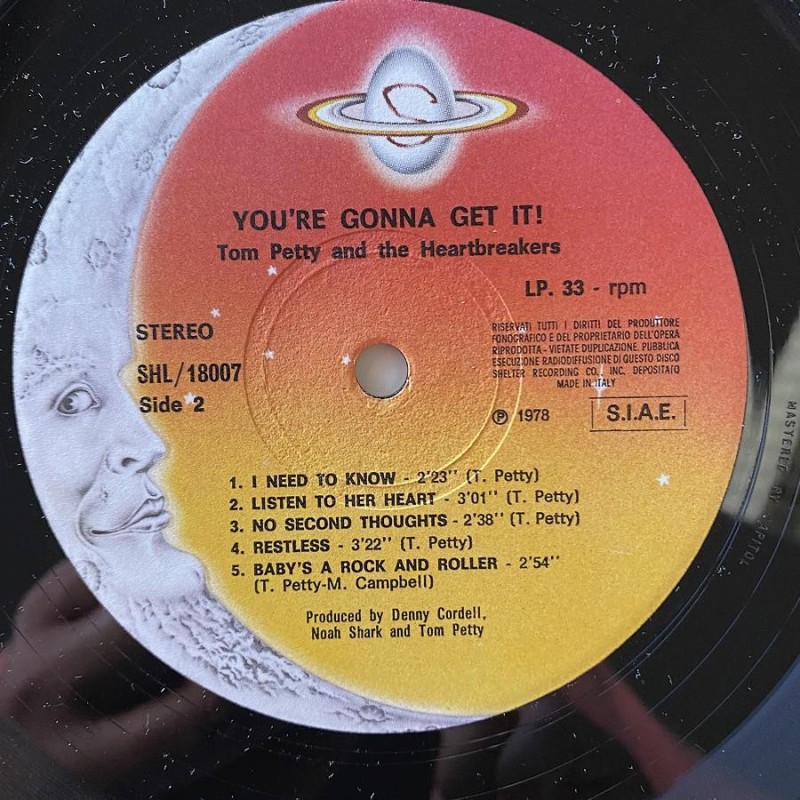 YOU'RE GONNA GET IT!
Tom Petty and the Heartbreakers
LP. 33 - rpm
STEREO
SHL/18007
Side 2
RISERVATI TUTTI I DIRITTI DEL PRODUTTORE
FONOGRAFICO E DEL PROPRIETARIO DELL'OPERA
RIPRODOTTA - VIETATE DUPLICAZIONE, PUBBLICA
ESECUZIONE RADIODIFFUSIONE DI QUESTO DISCO
SHELTER RECORDING CO., INC. DEPOSITATO
MADE IN ITALY
℗ 1978
S.I.A.E.
1. I NEED TO KNOW - 2'23'' (T. Petty)
2. LISTEN TO HER HEART - 3'01'' (T. Petty)
3. NO SECOND THOUGHTS - 2'38'' (T. Petty)
4. RESTLESS - 3'22'' (T. Petty)
5. BABY'S A ROCK AND ROLLER - 2'54''
(T. Petty-M. Campbell)
Produced by Denny Cordell,
Noah Shark and Tom Petty
MASTERED BY CAPITOL